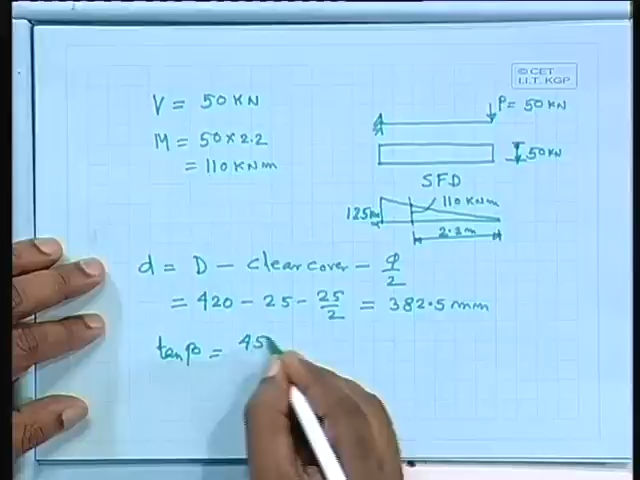 © CET
I.I.T. KGP
V = 50 KN
P = 50 KN
M = 50 x 2.2
= 110 KNm
50 KN
SFD
110 KNm
125
2.2 m
d = D - clear cover - φ/2
= 420 - 25 - 25/2 = 382.5 mm
tan β = 45